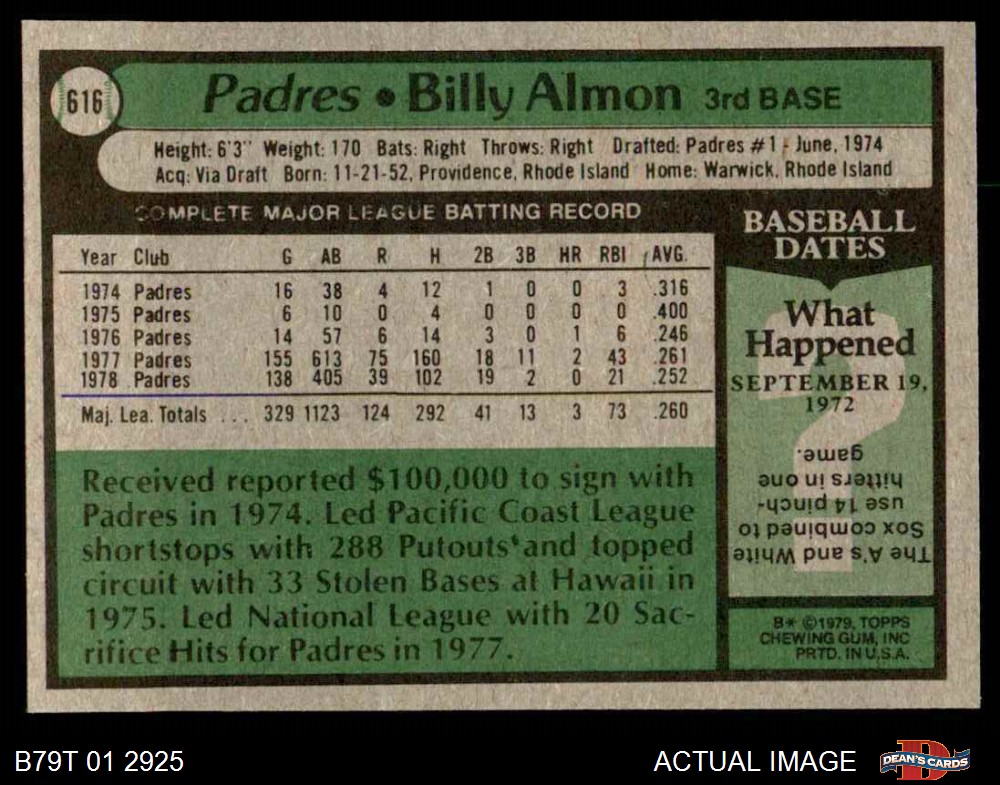 616
Padres • Billy Almon 3rd BASE
Height: 6'3" Weight: 170 Bats: Right Throws: Right Drafted: Padres #1 - June, 1974
Acq: Via Draft Born: 11-21-52, Providence, Rhode Island Home: Warwick, Rhode Island
COMPLETE MAJOR LEAGUE BATTING RECORD
Year Club G AB R H 2B 3B HR RBI AVG.
1974 Padres 16 38 4 12 1 0 0 3 .316
1975 Padres 6 10 0 4 0 0 0 0 .400
1976 Padres 14 57 6 14 3 0 1 6 .246
1977 Padres 155 613 75 160 18 11 2 43 .261
1978 Padres 138 405 39 102 19 2 0 21 .252
Maj. Lea. Totals ... 329 1123 124 292 41 13 3 73 .260
Received reported $100,000 to sign with
Padres in 1974. Led Pacific Coast League
shortstops with 288 Putouts and topped
circuit with 33 Stolen Bases at Hawaii in
1975. Led National League with 20 Sac-
rifice Hits for Padres in 1977.
BASEBALL
DATES
What
Happened
SEPTEMBER 19,
1972
?
The A's and White
Sox combined to
use 14 pinch-
hitters in one
game.
B* ©1979, TOPPS
CHEWING GUM, INC
PRTD. IN U.S.A.
B79T 01 2925
ACTUAL IMAGE
D
DEAN'S CARDS